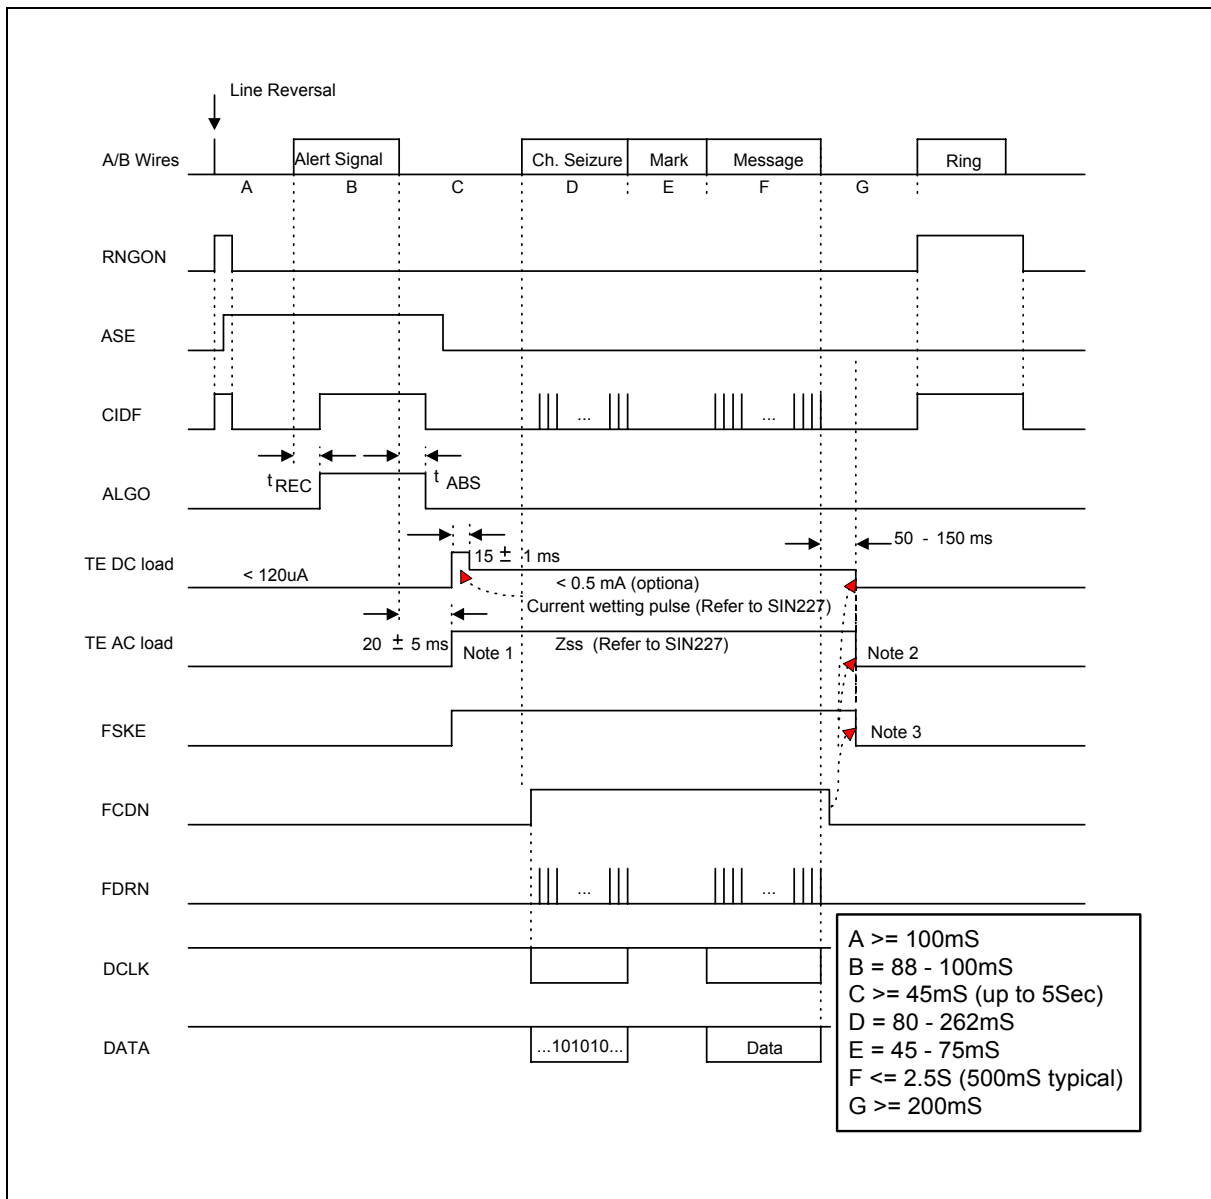 Line Reversal
A/B Wires
Alert Signal
Ch. Seizure
Mark
Message
Ring
A
B
C
D
E
F
G
RNGON
ASE
CIDF
...
...
tREC
tABS
ALGO
50 - 150 ms
15 ± 1 ms
TE DC load
< 120uA
< 0.5 mA (optiona)
Current wetting pulse (Refer to SIN227)
TE AC load
20 ± 5 ms
Note 1
Zss (Refer to SIN227)
Note 2
FSKE
Note 3
FCDN
FDRN
...
...
DCLK
DATA
...101010...
Data
A >= 100mS
B = 88 - 100mS
C >= 45mS (up to 5Sec)
D = 80 - 262mS
E = 45 - 75mS
F <= 2.5S (500mS typical)
G >= 200mS